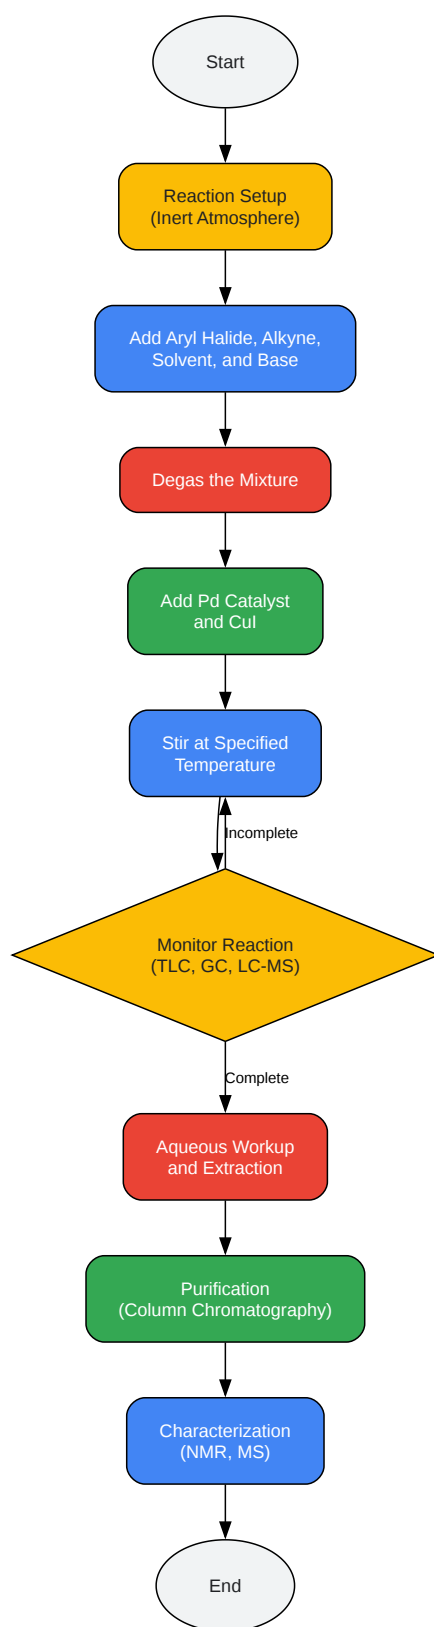 Start
Reaction Setup
(Inert Atmosphere)
Add Aryl Halide, Alkyne,
Solvent, and Base
Degas the Mixture
Add Pd Catalyst
and CuI
Stir at Specified
Temperature
Incomplete
Monitor Reaction
(TLC, GC, LC-MS)
Complete
Aqueous Workup
and Extraction
Purification
(Column Chromatography)
Characterization
(NMR, MS)
End